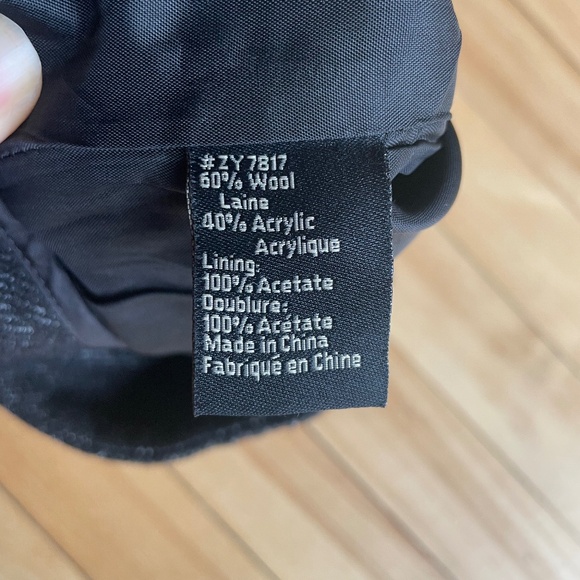 #ZY7817
60% Wool
Laine
40% Acrylic
Acrylique
Lining:
100% Acetate
Doublure:
100% Acétate
Made in China
Fabriqué en Chine